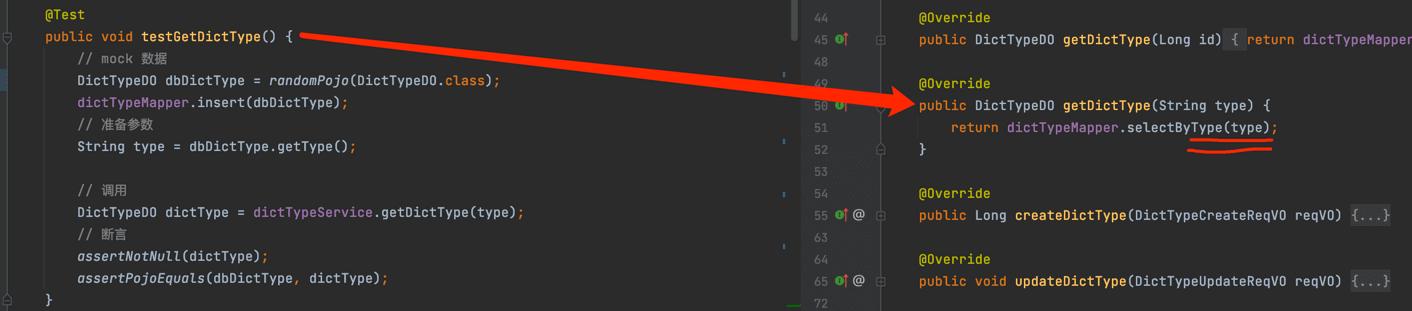 @Test
public void testGetDictType() {
// mock 数据
DictTypeDO dbDictType = randomPojo(DictTypeDO.class);
dictTypeMapper.insert(dbDictType);
// 准备参数
String type = dbDictType.getType();
// 调用
DictTypeDO dictType = dictTypeService.getDictType(type);
// 断言
assertNotNull(dictType);
assertPojoEquals(dbDictType, dictType);
}
44 @Override
45 public DictTypeDO getDictType(Long id) { return dictTypeMapper
48
49 @Override
50 public DictTypeDO getDictType(String type) {
51 return dictTypeMapper.selectByType(type);
52 }
53
54 @Override
55 @ public Long createDictType(DictTypeCreateReqVO reqVO) {...}
63
64 @Override
65 @ public void updateDictType(DictTypeUpdateReqVO reqVO) {...}
72